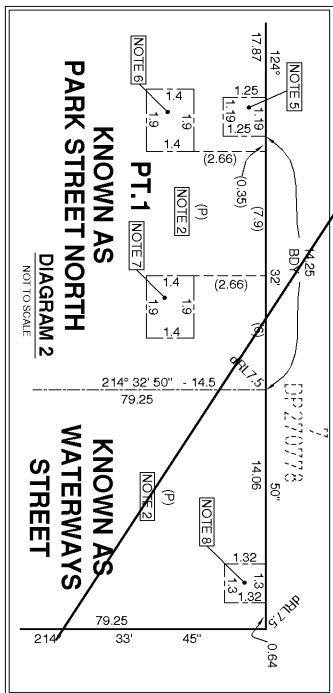 124°
17.87
NOTE 5
1.25
1.19
1.19
1.25
NOTE 6
1.4
1.9
1.9
1.4
(2.66)
(0.35)
(7.9)
14.25
BDY
PT.1
(P)
NOTE 2
32'
(2.66)
NOTE 7
1.4
1.9
1.9
1.4
(6)
dRL7.5
KNOWN AS
PARK STREET NORTH
DIAGRAM 2
NOT TO SCALE
214° 32' 50" - 14.5
79.25
7
DP270778
14.06
50"
(P)
NOTE 2
NOTE 8
1.32
1.3
1.3
1.32
dRL7.5
0.64
KNOWN AS
WATERWAYS
STREET
79.25
214° 33' 45"